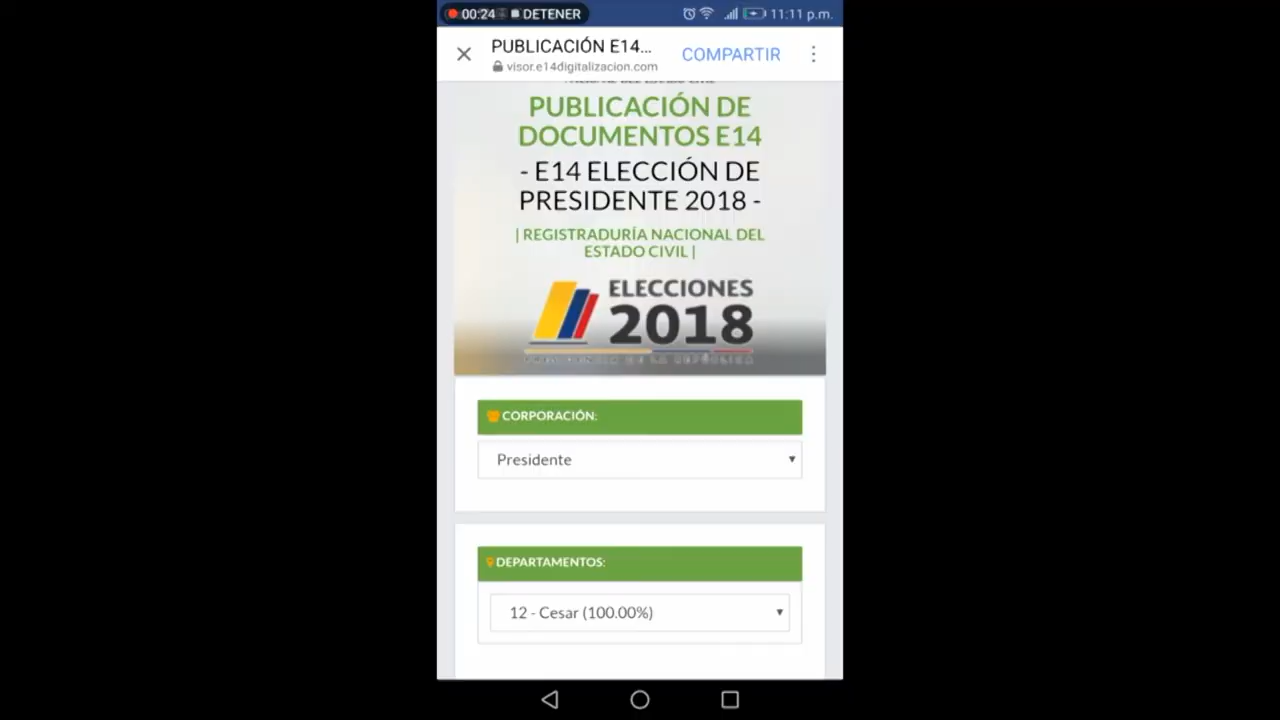 00:24 DETENER
11:11 p.m.
PUBLICACIÓN E14...
COMPARTIR
visor.e14digitalizacion.com
PUBLICACIÓN DE
DOCUMENTOS E14
- E14 ELECCIÓN DE
PRESIDENTE 2018 -
| REGISTRADURÍA NACIONAL DEL
ESTADO CIVIL |
ELECCIONES
2018
CORPORACIÓN:
Presidente
DEPARTAMENTOS:
12 - Cesar (100.00%)